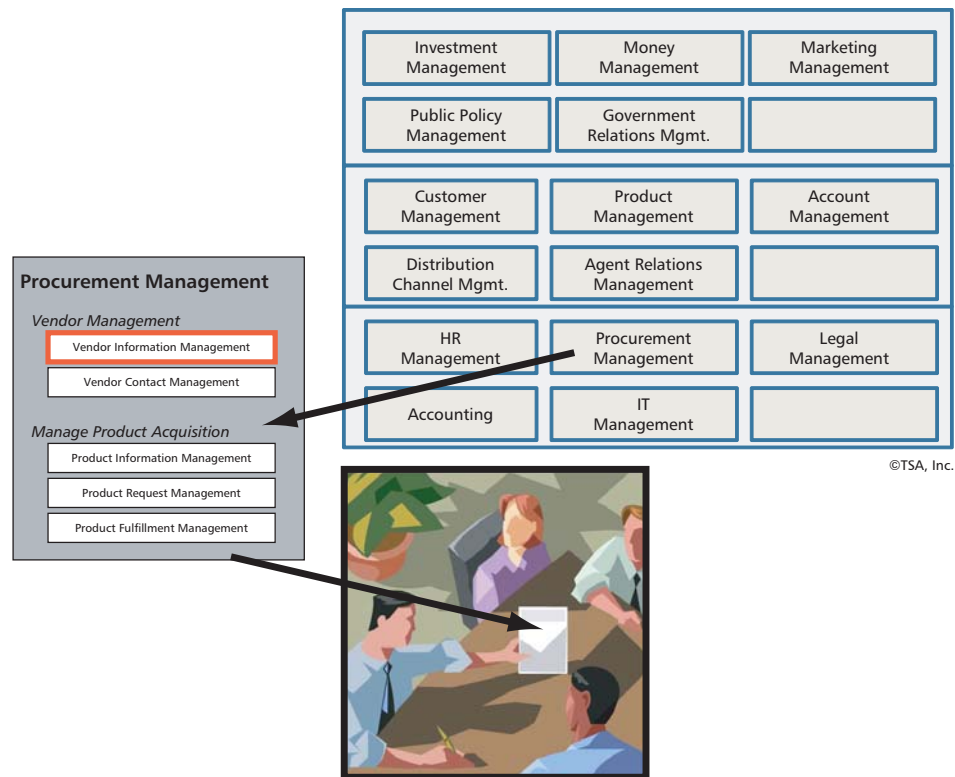 Investment
Management
Money
Management
Marketing
Management
Public Policy
Management
Government
Relations Mgmt.
Customer
Management
Product
Management
Account
Management
Distribution
Channel Mgmt.
Agent Relations
Management
HR
Management
Procurement
Management
Legal
Management
Accounting
IT
Management
©TSA, Inc.
Procurement Management
Vendor Management
Vendor Information Management
Vendor Contact Management
Manage Product Acquisition
Product Information Management
Product Request Management
Product Fulfillment Management